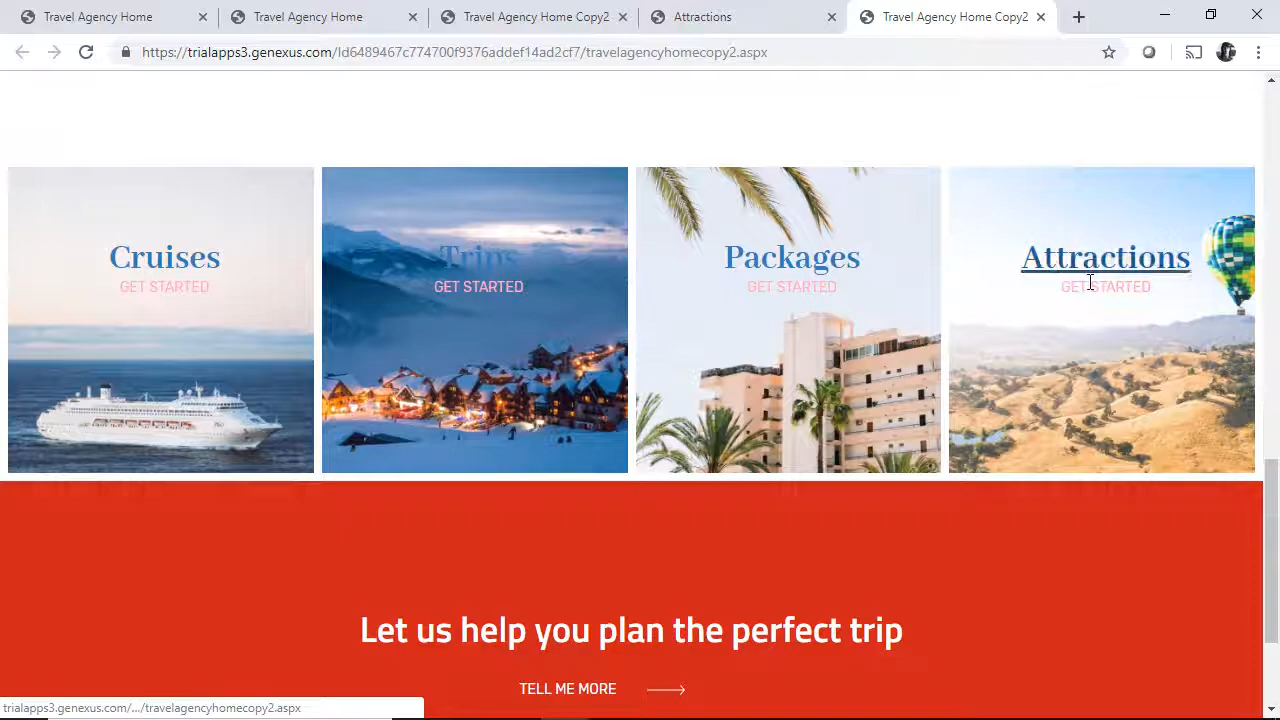 Travel Agency Home
Travel Agency Home
Travel Agency Home Copy2
Attractions
Travel Agency Home Copy2
https://trialapps3.genexus.com/Id6489467c774700f9376addef14ad2cf7/travelagencyhomecopy2.aspx
Cruises
GET STARTED
Trips
GET STARTED
Packages
GET STARTED
Attractions
GET STARTED
Let us help you plan the perfect trip
TELL ME MORE
trialapps3.genexus.com/.../travelagencyhomecopy2.aspx